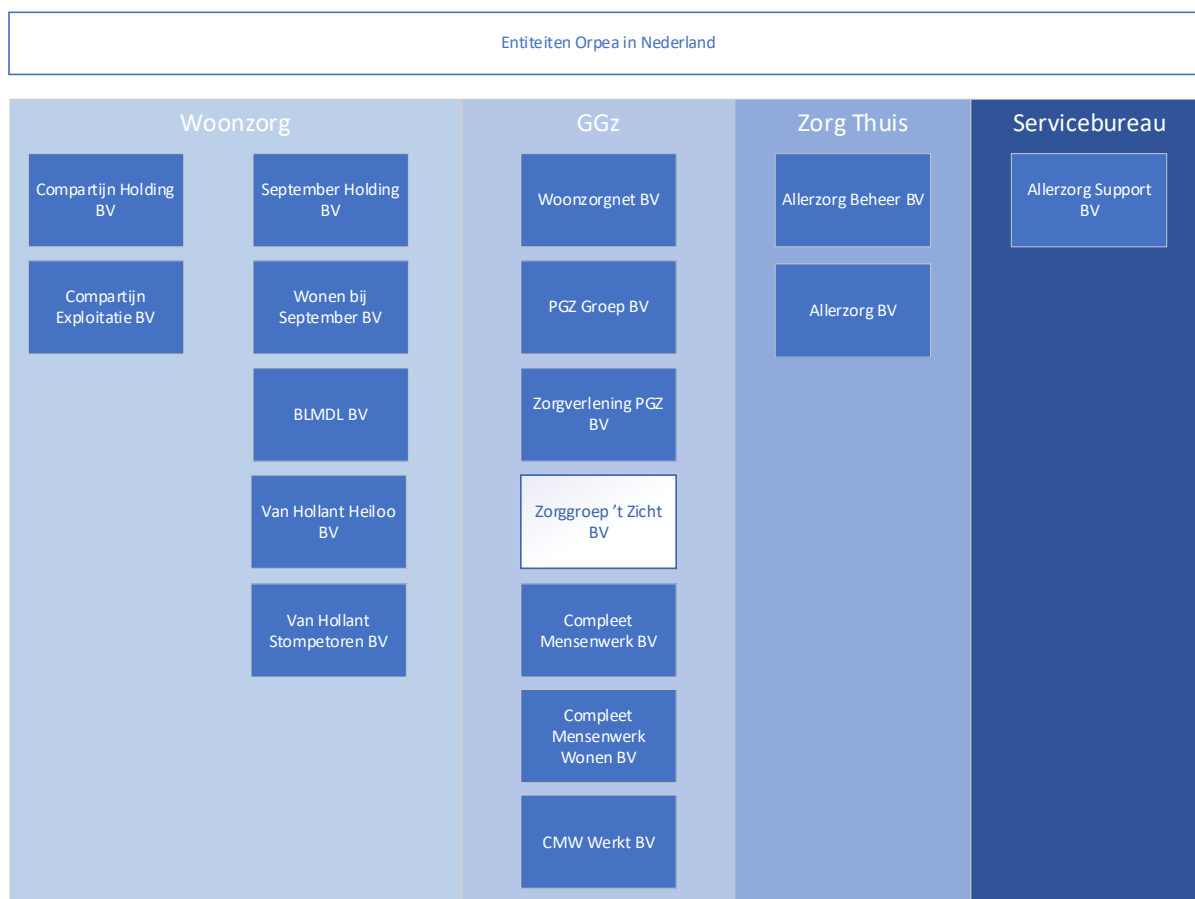 Entiteiten Orpea in Nederland
Woonzorg
Compartijn Holding
BV
Compartijn
Exploitatie BV
September Holding
BV
Wonen bij
September BV
BLMDL BV
Van Hollant Heiloo
BV
Van Hollant
Stompetoren BV
GGz
Woonzorgnet BV
PGZ Groep BV
Zorgverlening PGZ
BV
Zorggroep ’t Zicht
BV
Compleet
Mensenwerk BV
Compleet
Mensenwerk
Wonen BV
CMW Werkt BV
Zorg Thuis
Allerzorg Beheer BV
Allerzorg BV
Servicebureau
Allerzorg Support
BV